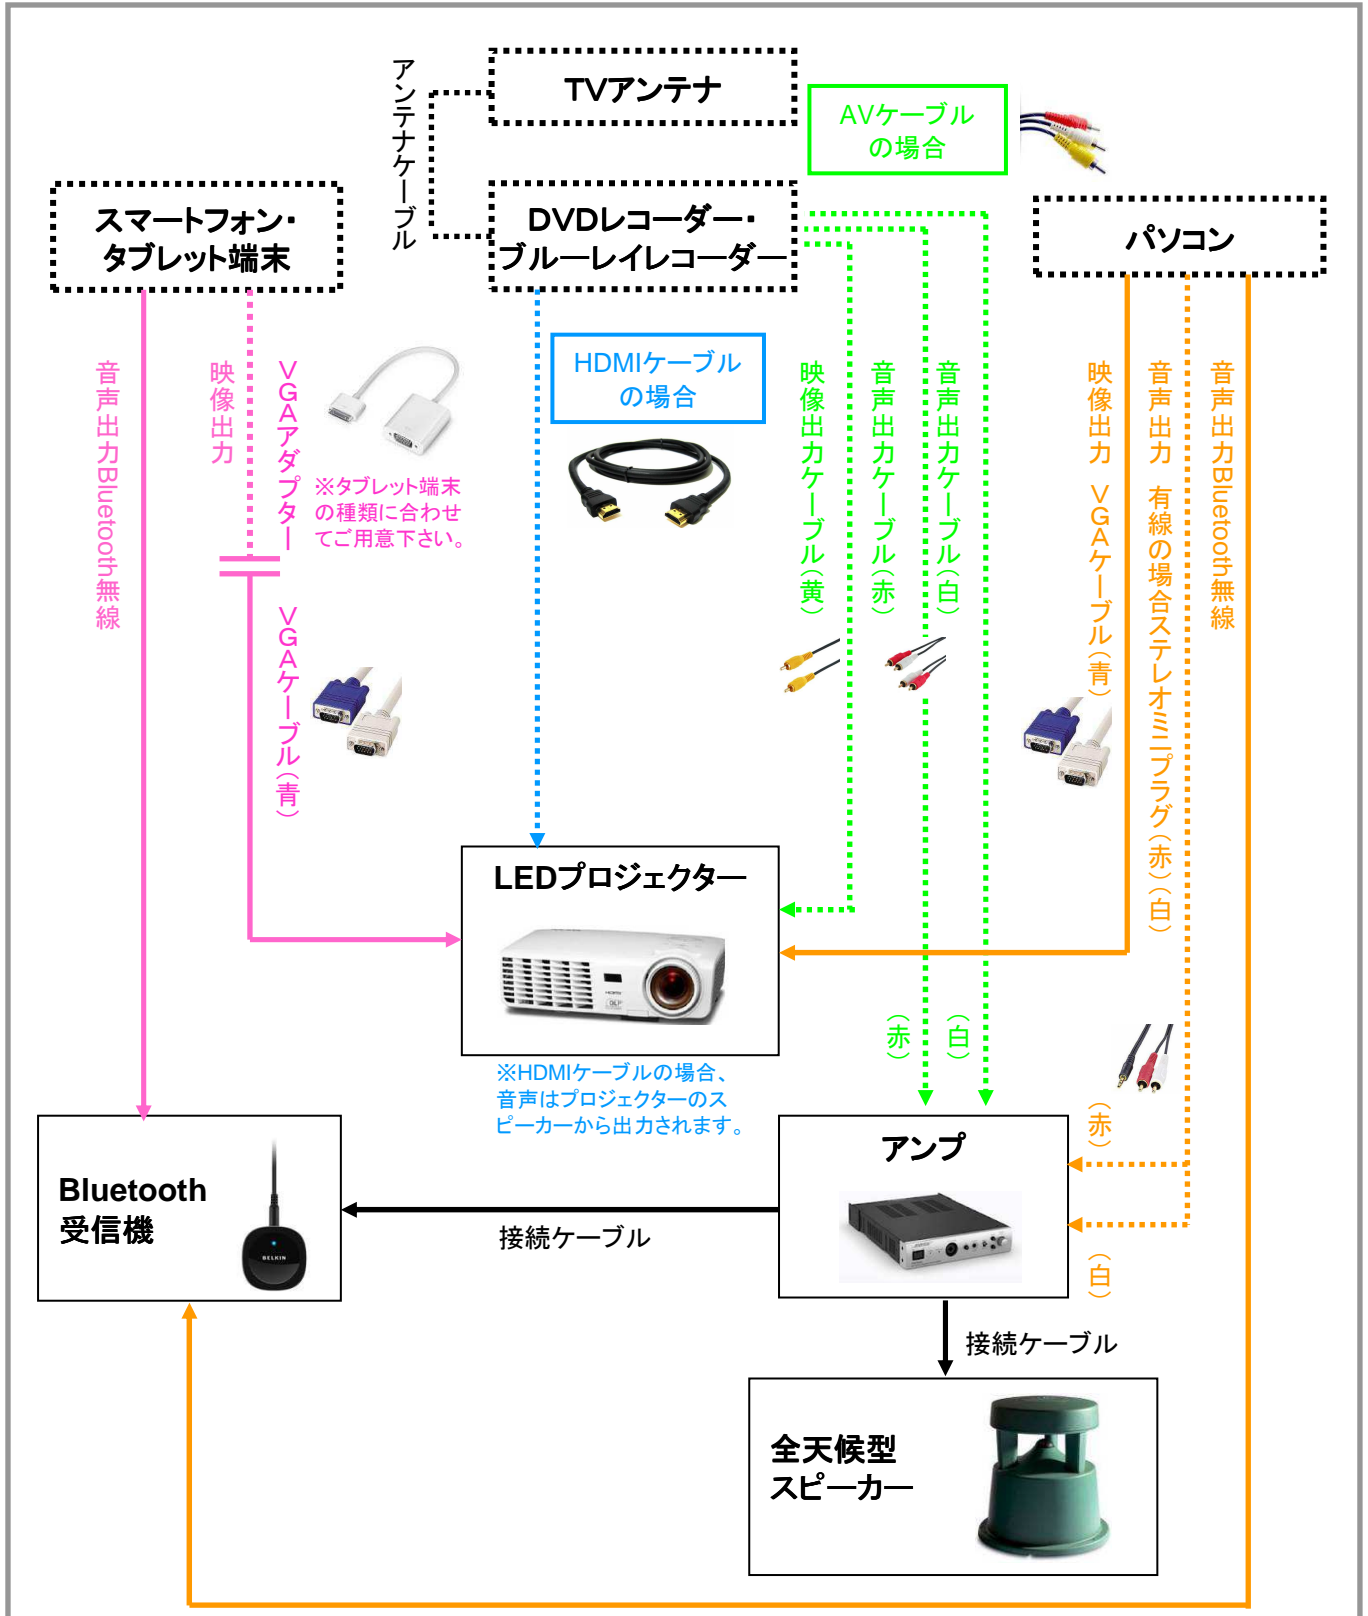 TVアンテナ
アンテナケーブル
AVケーブル
の場合
スマートフォン・
タブレット端末
DVDレコーダー・
ブルーレイレコーダー
パソコン
音声出力Bluetooth無線
映像出力
VGAアダプター
※タブレット端末
の種類に合わせ
てご用意下さい。
VGAケーブル(青)
HDMIケーブル
の場合
映像出力ケーブル(黄)
音声出力ケーブル(赤)
音声出力ケーブル(白)
映像出力 VGAケーブル(青)
音声出力 有線の場合ステレオミニプラグ(赤)(白)
音声出力Bluetooth無線
LEDプロジェクター
HDMI
※HDMIケーブルの場合、
音声はプロジェクターのス
ピーカーから出力されます。
(赤)
(白)
(赤)
(白)
Bluetooth
受信機
BELKIN
接続ケーブル
アンプ
接続ケーブル
全天候型
スピーカー